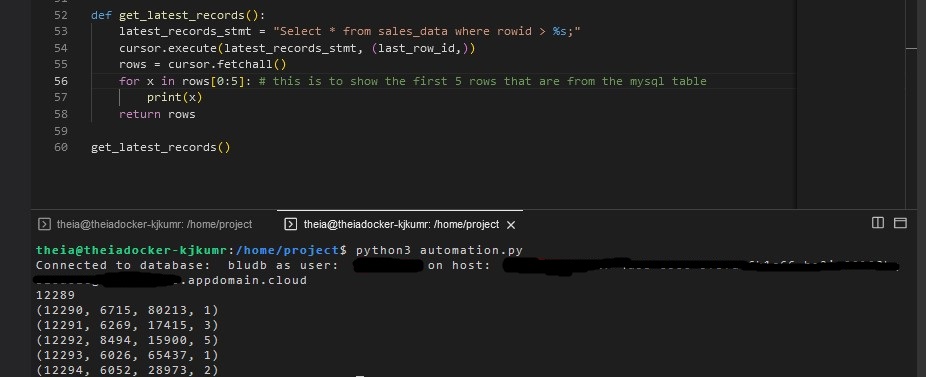 52 def get_latest_records():
53 latest_records_stmt = "Select * from sales_data where rowid > %s;"
54 cursor.execute(latest_records_stmt, (last_row_id,))
55 rows = cursor.fetchall()
56 for x in rows[0:5]: # this is to show the first 5 rows that are from the mysql table
57 print(x)
58 return rows
59
60 get_latest_records()
theia@theiadocker-kjkumr: /home/project theia@theiadocker-kjkumr: /home/project ×
theia@theiadocker-kjkumr:/home/project$ python3 automation.py
Connected to database: bludb as user: on host:
.appdomain.cloud
12289
(12290, 6715, 80213, 1)
(12291, 6269, 17415, 3)
(12292, 8494, 15900, 5)
(12293, 6026, 65437, 1)
(12294, 6052, 28973, 2)